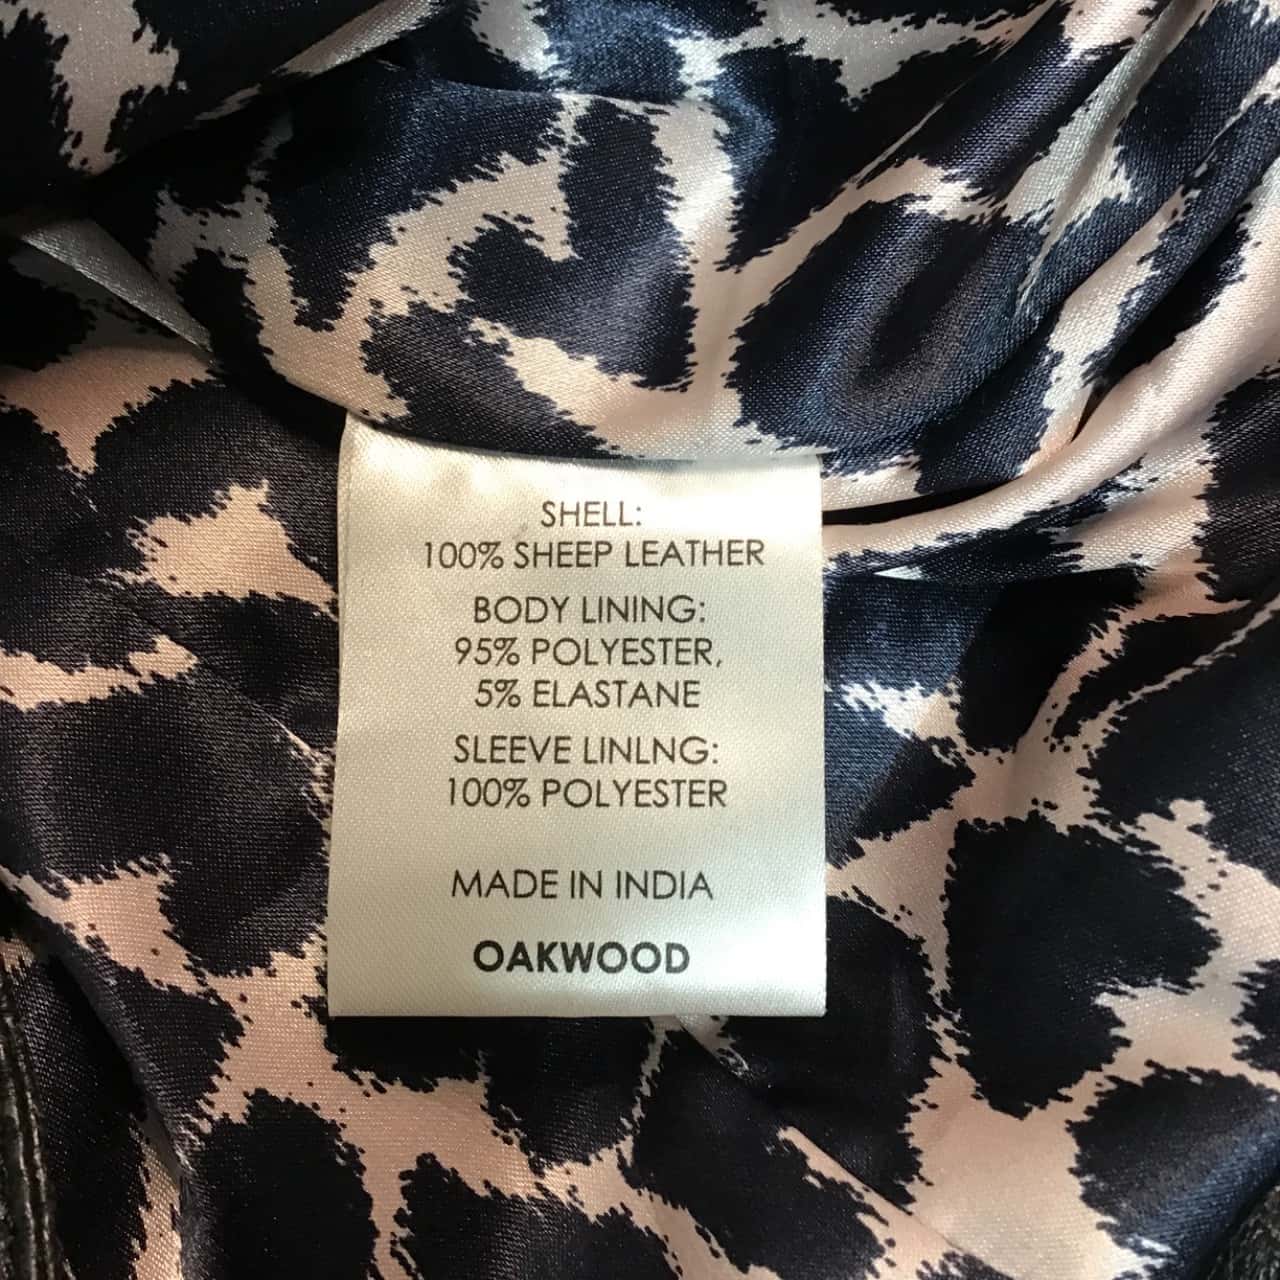 SHELL:
100% SHEEP LEATHER
BODY LINING:
95% POLYESTER,
5% ELASTANE
SLEEVE LINLNG:
100% POLYESTER
MADE IN INDIA
OAKWOOD